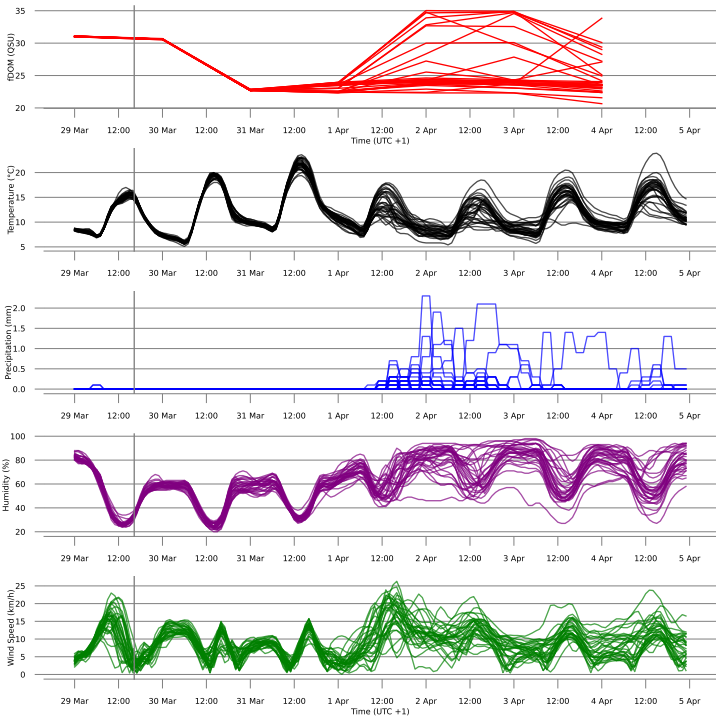 35
30
25
20
fDOM (QSU)
29 Mar 12:00 30 Mar 12:00 31 Mar 12:00 1 Apr 12:00 2 Apr 12:00 3 Apr 12:00 4 Apr 12:00 5 Apr
Time (UTC +1)
20
15
10
5
Temperature (°C)
29 Mar 12:00 30 Mar 12:00 31 Mar 12:00 1 Apr 12:00 2 Apr 12:00 3 Apr 12:00 4 Apr 12:00 5 Apr
2.0
1.5
1.0
0.5
0.0
Precipitation (mm)
29 Mar 12:00 30 Mar 12:00 31 Mar 12:00 1 Apr 12:00 2 Apr 12:00 3 Apr 12:00 4 Apr 12:00 5 Apr
100
80
60
40
20
Humidity (%)
29 Mar 12:00 30 Mar 12:00 31 Mar 12:00 1 Apr 12:00 2 Apr 12:00 3 Apr 12:00 4 Apr 12:00 5 Apr
25
20
15
10
5
0
Wind Speed (km/h)
29 Mar 12:00 30 Mar 12:00 31 Mar 12:00 1 Apr 12:00 2 Apr 12:00 3 Apr 12:00 4 Apr 12:00 5 Apr
Time (UTC +1)